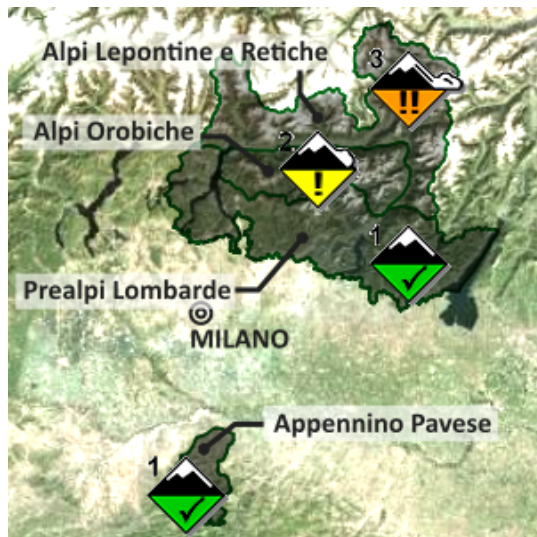 Alpi Lepontine e Retiche
3
!!
Alpi Orobiche
2
!
1
Prealpi Lombarde
MILANO
Appennino Pavese
1